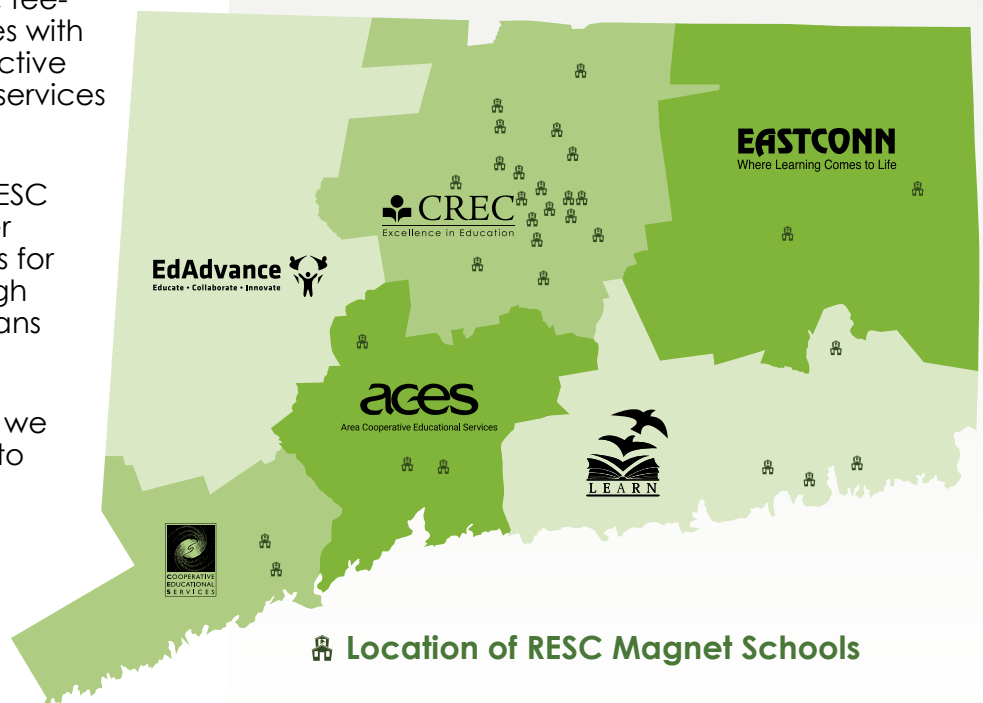 es with
ctive
services
ESC
er
s for
gh
ans
we
to
EASTCONN
Where Learning Comes to Life
CREC
Excellence in Education
EdAdvance
Educate • Collaborate • Innovate
aces
Area Cooperative Educational Services
LEARN
COOPERATIVE
EDUCATIONAL
SERVICES
Location of RESC Magnet Schools